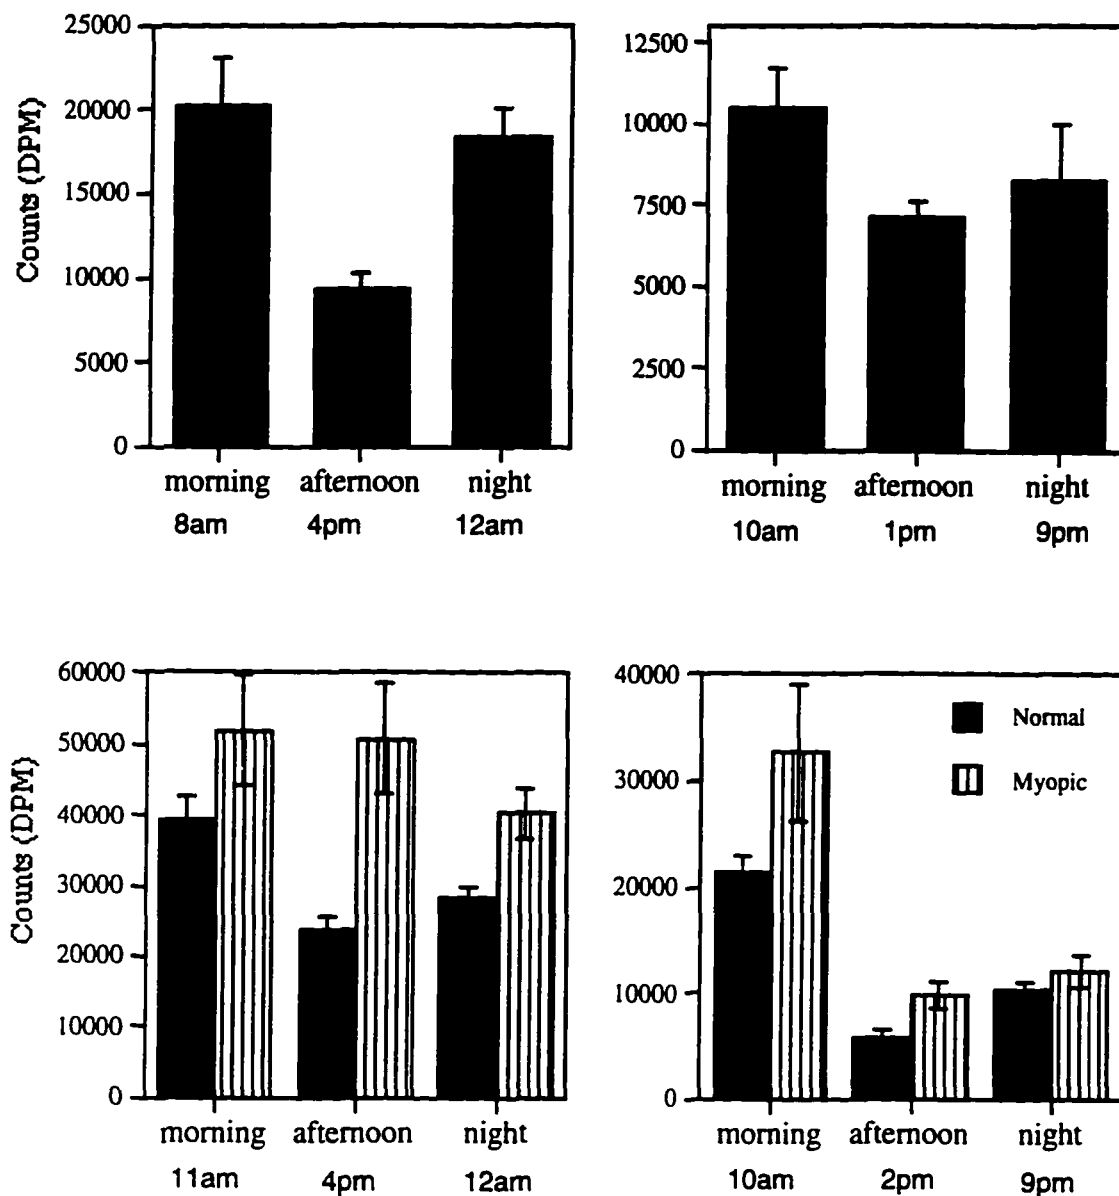 Counts (DPM)
25000
20000
15000
10000
5000
0
morning afternoon night
8am 4pm 12am
12500
10000
7500
5000
2500
0
morning afternoon night
10am 1pm 9pm
Counts (DPM)
60000
50000
40000
30000
20000
10000
0
morning afternoon night
11am 4pm 12am
40000
30000
20000
10000
0
Normal
Myopic
morning afternoon night
10am 2pm 9pm